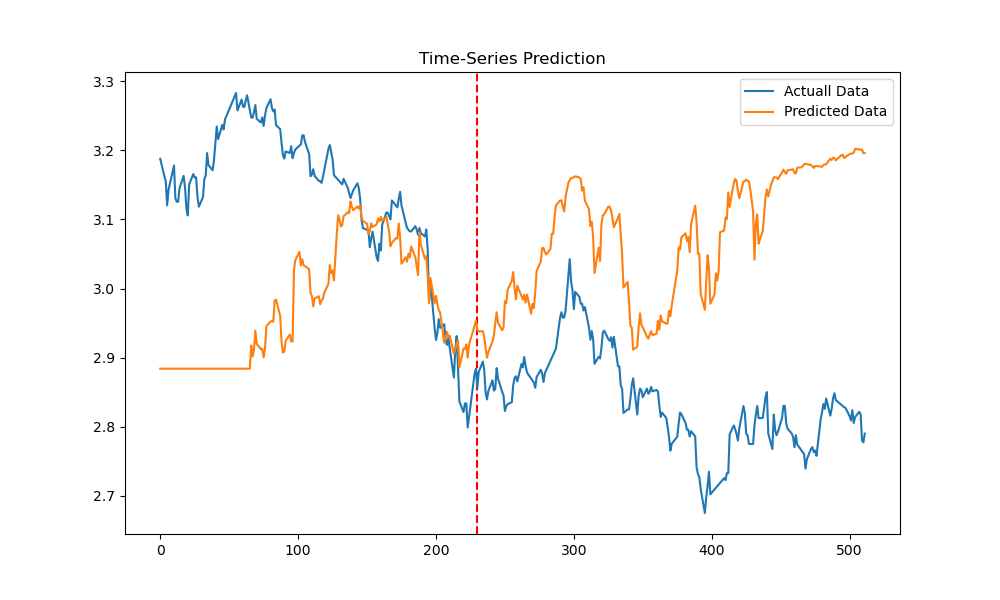 Time-Series Prediction
Actuall Data
Predicted Data
3.3
3.2
3.1
3.0
2.9
2.8
2.7
0 100 200 300 400 500